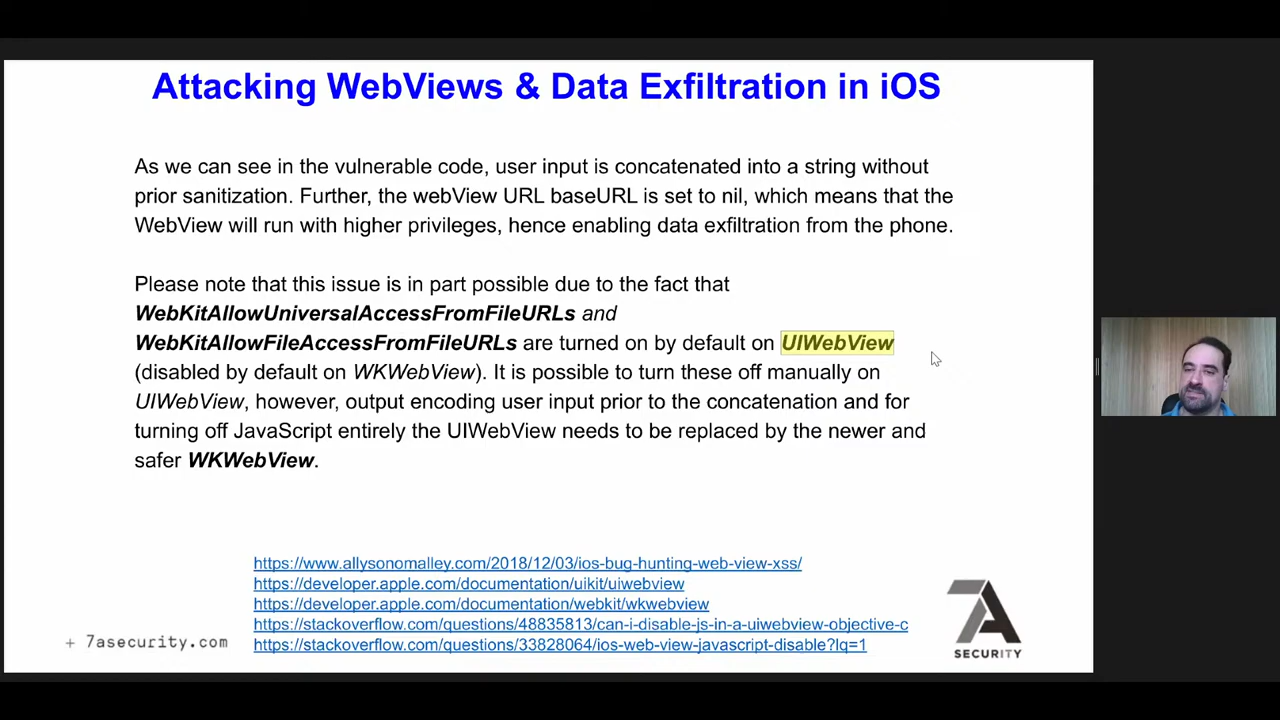 Attacking WebViews & Data Exfiltration in iOS
As we can see in the vulnerable code, user input is concatenated into a string without
prior sanitization. Further, the webView URL baseURL is set to nil, which means that the
WebView will run with higher privileges, hence enabling data exfiltration from the phone.
Please note that this issue is in part possible due to the fact that
WebKitAllowUniversalAccessFromFileURLs and
WebKitAllowFileAccessFromFileURLs are turned on by default on UIWebView
(disabled by default on WKWebView). It is possible to turn these off manually on
UIWebView, however, output encoding user input prior to the concatenation and for
turning off JavaScript entirely the UIWebView needs to be replaced by the newer and
safer WKWebView.
https://www.allysonomalley.com/2018/12/03/ios-bug-hunting-web-view-xss/
https://developer.apple.com/documentation/uikit/uiwebview
https://developer.apple.com/documentation/webkit/wkwebview
https://stackoverflow.com/questions/48835813/can-i-disable-js-in-a-uiwebview-objective-c
https://stackoverflow.com/questions/33828064/ios-web-view-javascript-disable?lq=1
+ 7asecurity.com
7A
SECURITY